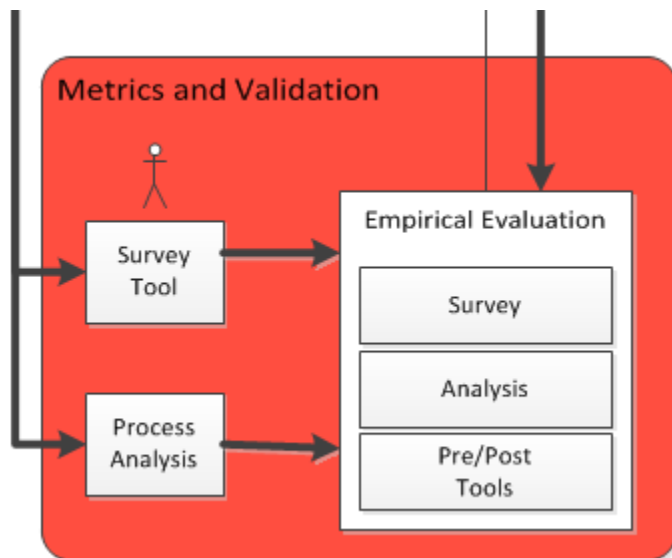 Metrics and Validation
Survey
Tool
Process
Analysis
Empirical Evaluation
Survey
Analysis
Pre/Post
Tools